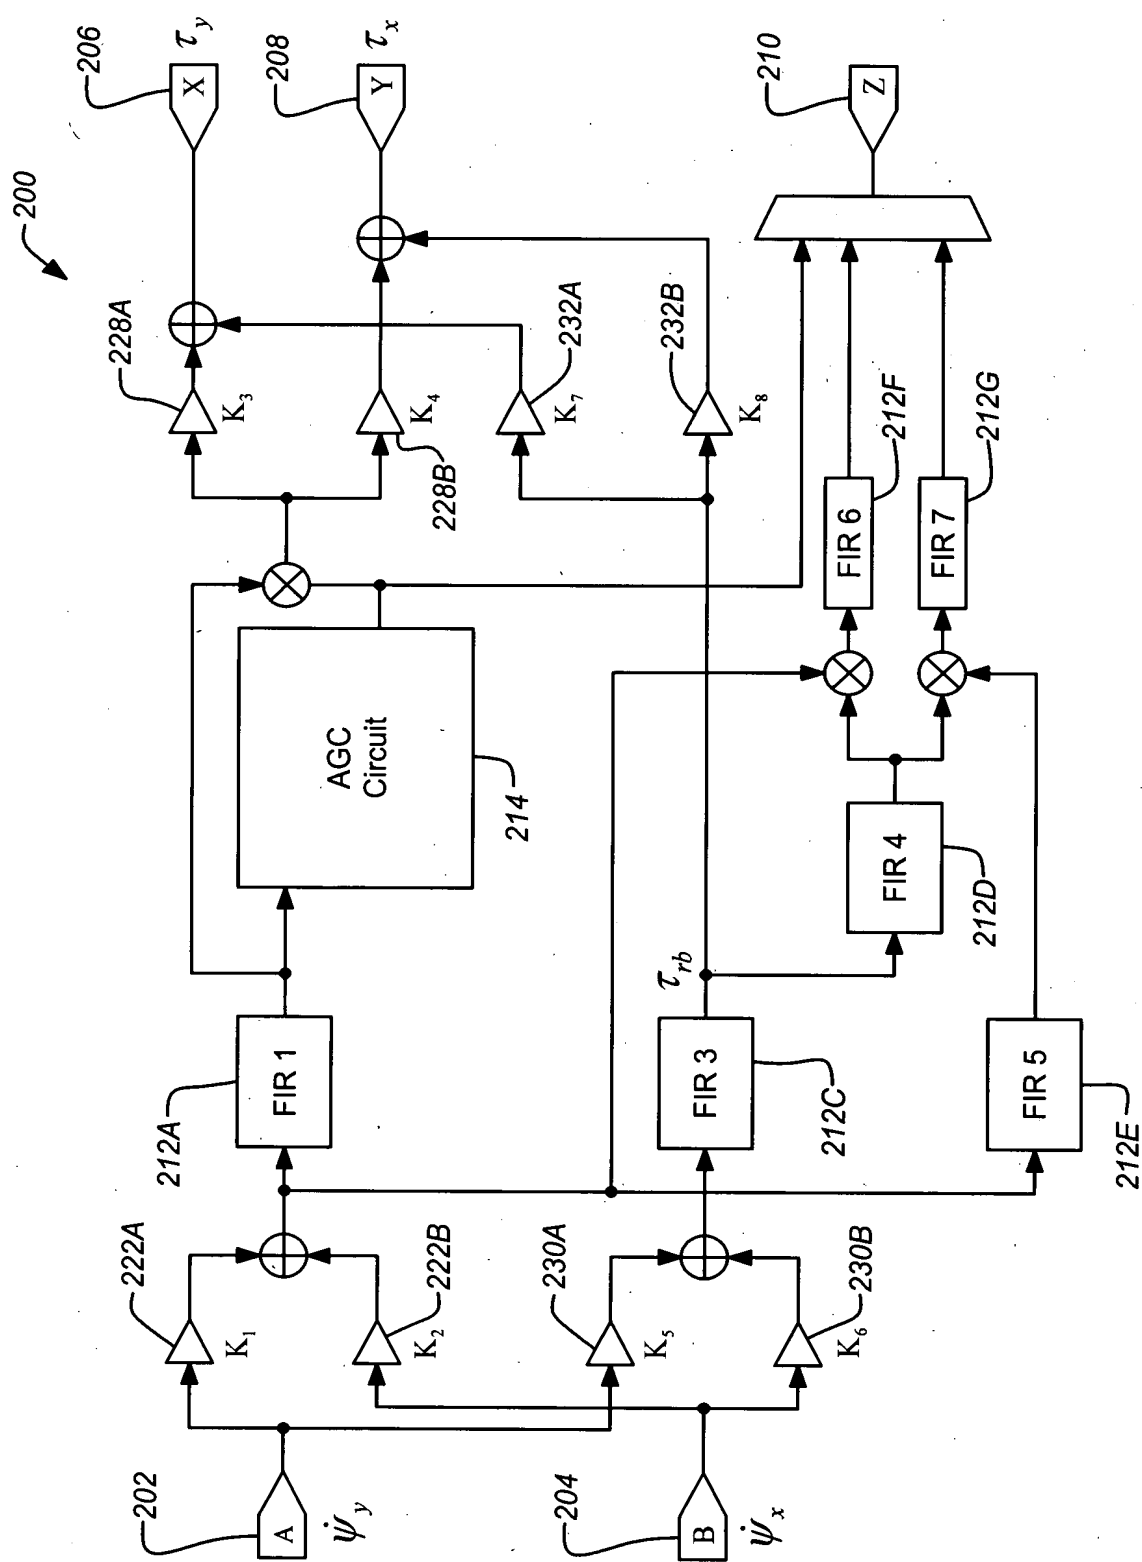 200
202
A
ψ̇y
204
B
ψ̇x
222A
K1
222B
K2
230A
K5
230B
K6
212A
FIR 1
212C
FIR 3
τrb
212E
FIR 5
AGC
Circuit
214
FIR 4
212D
FIR 6
212F
FIR 7
212G
228A
K3
228B
K4
232A
K7
232B
K8
206
X
τy
208
Y
τx
210
Z